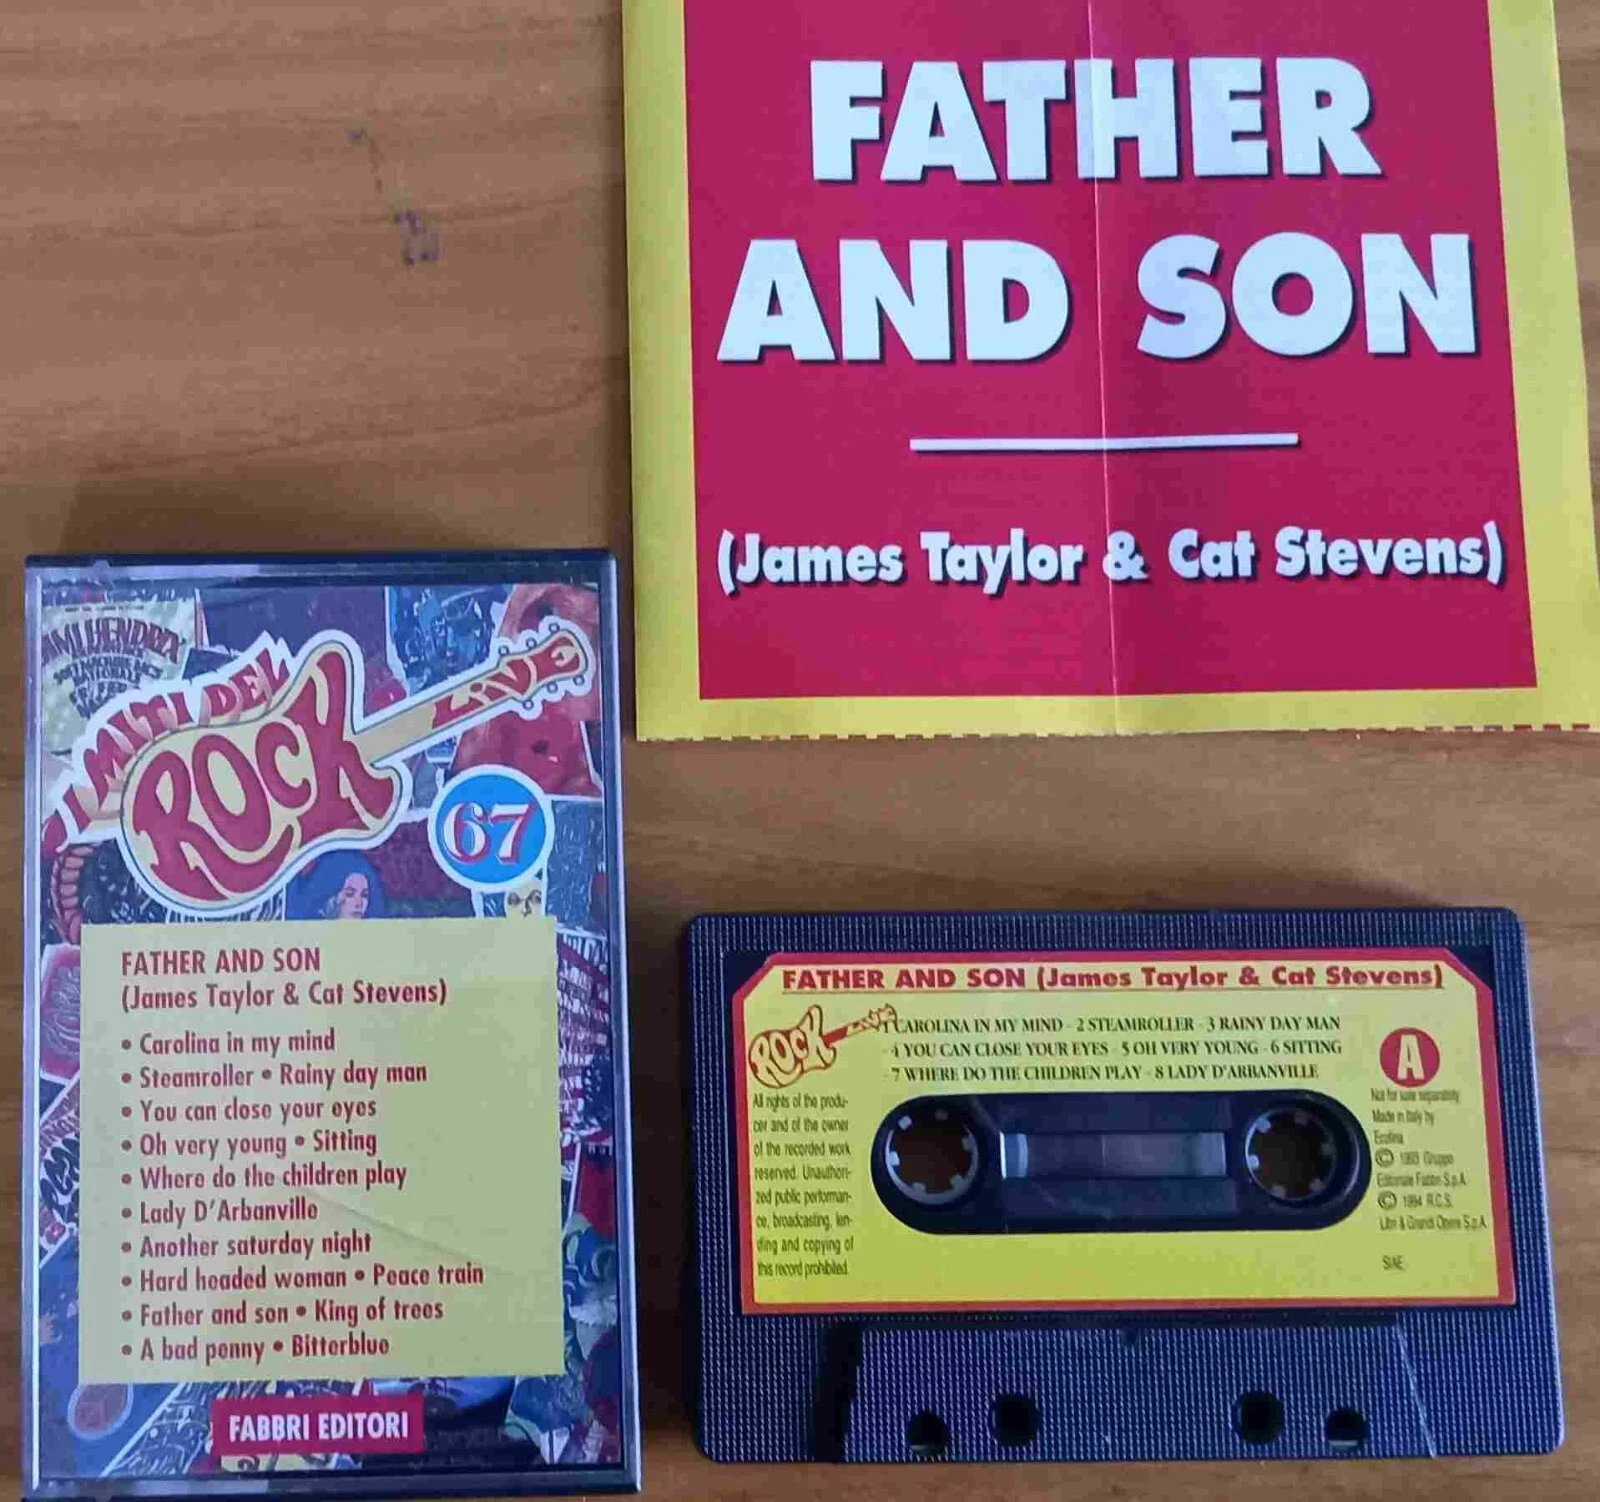 FATHER
AND SON
(James Taylor & Cat Stevens)
JIMI HENDRIX
I MITI DEL
ROCK
LIVE
67
FATHER AND SON
(James Taylor & Cat Stevens)
• Carolina in my mind
• Steamroller • Rainy day man
• You can close your eyes
• Oh very young • Sitting
• Where do the children play
• Lady D'Arbanville
• Another saturday night
• Hard headed woman • Peace train
• Father and son • King of trees
• A bad penny • Bitterblue
FABBRI EDITORI
FATHER AND SON (James Taylor & Cat Stevens)
ROCK
1 CAROLINA IN MY MIND - 2 STEAMROLLER - 3 RAINY DAY MAN
- 4 YOU CAN CLOSE YOUR EYES - 5 OH VERY YOUNG - 6 SITTING
- 7 WHERE DO THE CHILDREN PLAY - 8 LADY D'ARBANVILLE
A
All rights of the produ-
cer and of the owner
of the recorded work
reserved. Unauthori-
zed public performan-
ce, broadcasting, len-
ding and copying of
this record prohibited.
Not for sale separately
Made in Italy by
Ecofina
© 1993 Gruppo
Editoriale Fabbri S.p.A.
© 1994 R.C.S.
Libri & Grandi Opere S.p.A.
SIAE